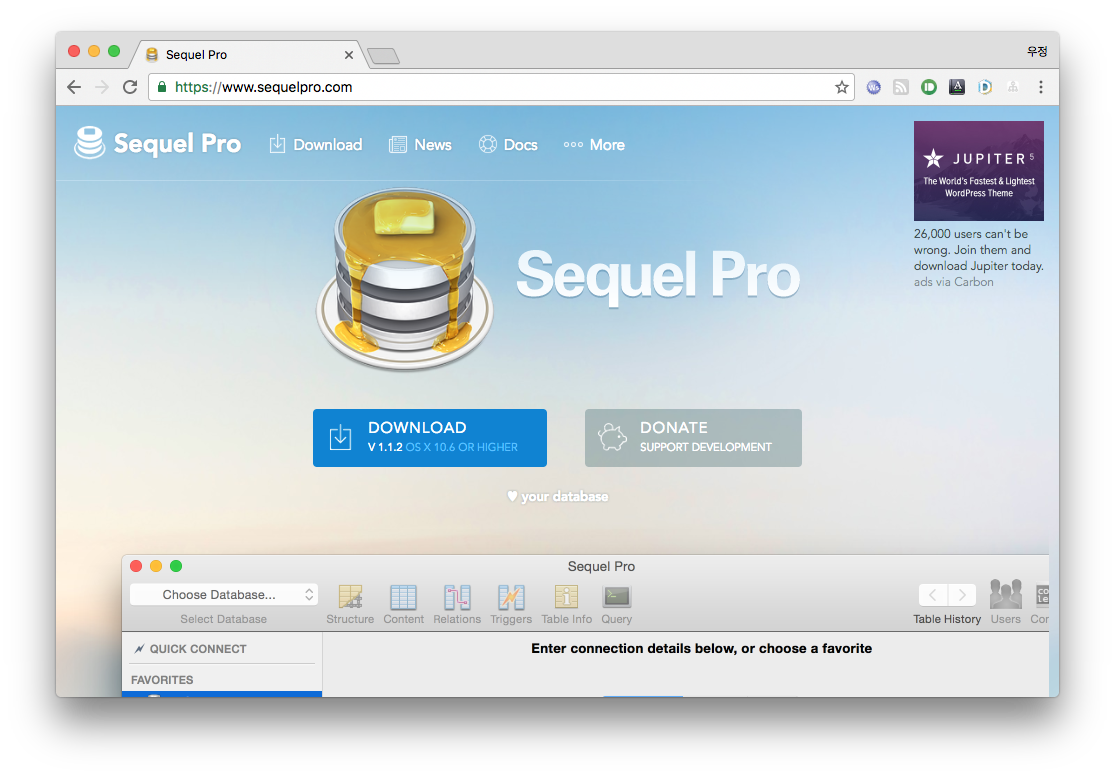 Sequel Pro
우정
https://www.sequelpro.com
Sequel Pro
Download
News
Docs
More
JUPITER 5
The World's Fastest & Lightest
WordPress Theme
26,000 users can't be
wrong. Join them and
download Jupiter today.
ads via Carbon
Sequel Pro
DOWNLOAD
V 1.1.2 OS X 10.6 OR HIGHER
DONATE
SUPPORT DEVELOPMENT
♥ your database
Sequel Pro
Choose Database...
Select Database
Structure
Content
Relations
Triggers
Table Info
Query
Table History
Users
QUICK CONNECT
Enter connection details below, or choose a favorite
FAVORITES